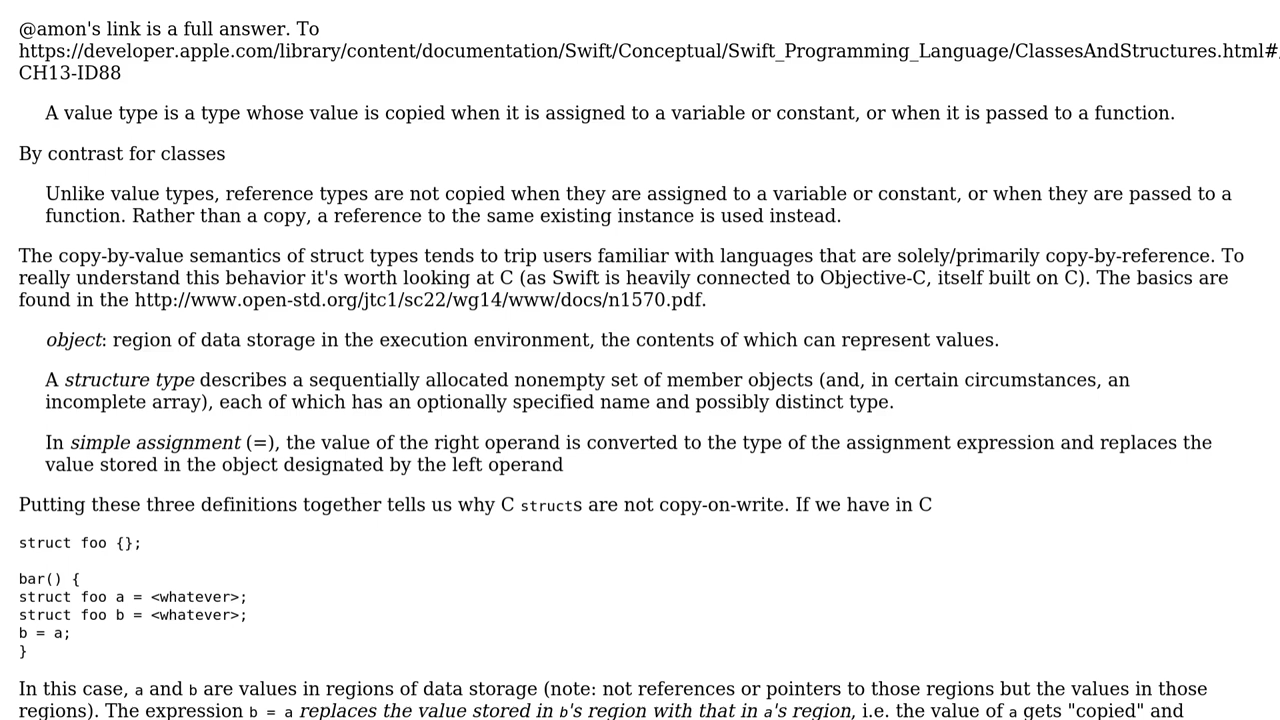 @amon's link is a full answer. To
https://developer.apple.com/library/content/documentation/Swift/Conceptual/Swift_Programming_Language/ClassesAndStructures.html#
CH13-ID88
A value type is a type whose value is copied when it is assigned to a variable or constant, or when it is passed to a function.
By contrast for classes
Unlike value types, reference types are not copied when they are assigned to a variable or constant, or when they are passed to a
function. Rather than a copy, a reference to the same existing instance is used instead.
The copy-by-value semantics of struct types tends to trip users familiar with languages that are solely/primarily copy-by-reference. To
really understand this behavior it's worth looking at C (as Swift is heavily connected to Objective-C, itself built on C). The basics are
found in the http://www.open-std.org/jtc1/sc22/wg14/www/docs/n1570.pdf.
object: region of data storage in the execution environment, the contents of which can represent values.
A structure type describes a sequentially allocated nonempty set of member objects (and, in certain circumstances, an
incomplete array), each of which has an optionally specified name and possibly distinct type.
In simple assignment (=), the value of the right operand is converted to the type of the assignment expression and replaces the
value stored in the object designated by the left operand
Putting these three definitions together tells us why C structs are not copy-on-write. If we have in C
struct foo {};
bar() {
struct foo a = <whatever>;
struct foo b = <whatever>;
b = a;
}
In this case, a and b are values in regions of data storage (note: not references or pointers to those regions but the values in those
regions). The expression b = a replaces the value stored in b's region with that in a's region, i.e. the value of a gets "copied" and